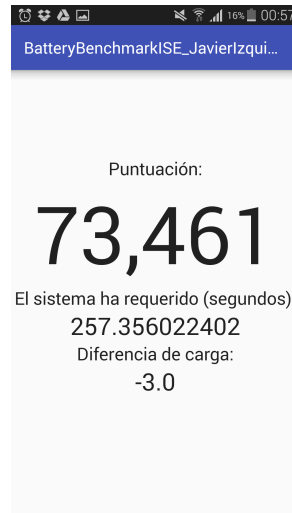 16% 00:57
BatteryBenchmarkISE_JavierIzqui...
Puntuación:
73,461
El sistema ha requerido (segundos)
257.356022402
Diferencia de carga:
-3.0